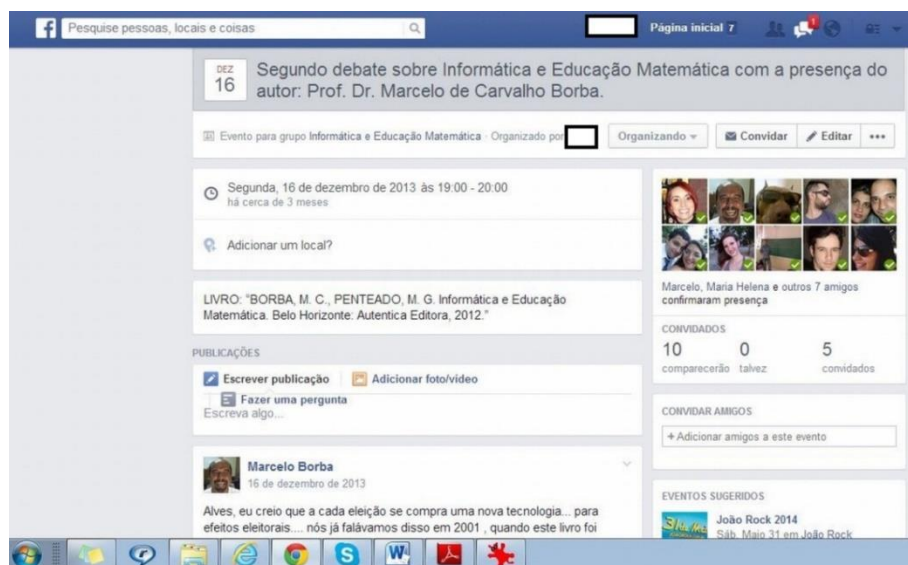 Pesquise pessoas, locais e coisas
Página inicial 7
1
DEZ
16
Segundo debate sobre Informática e Educação Matemática com a presença do
autor: Prof. Dr. Marcelo de Carvalho Borba.
Evento para grupo Informática e Educação Matemática · Organizado por
Organizando
Convidar
Editar
Segunda, 16 de dezembro de 2013 às 19:00 - 20:00
há cerca de 3 meses
Adicionar um local?
LIVRO: "BORBA, M. C., PENTEADO, M. G. Informática e Educação
Matemática. Belo Horizonte: Autentica Editora, 2012."
PUBLICAÇÕES
Escrever publicação
Adicionar foto/vídeo
Fazer uma pergunta
Escreva algo...
Marcelo Borba
16 de dezembro de 2013
Alves, eu creio que a cada eleição se compra uma nova tecnologia... para
efeitos eleitorais.... nós já falávamos disso em 2001 , quando este livro foi
Marcelo, Maria Helena e outros 7 amigos
confirmaram presença
CONVIDADOS
10 0 5
comparecerão talvez convidados
CONVIDAR AMIGOS
+ Adicionar amigos a este evento
EVENTOS SUGERIDOS
João Rock 2014
Sáb. Maio 31 em João Rock